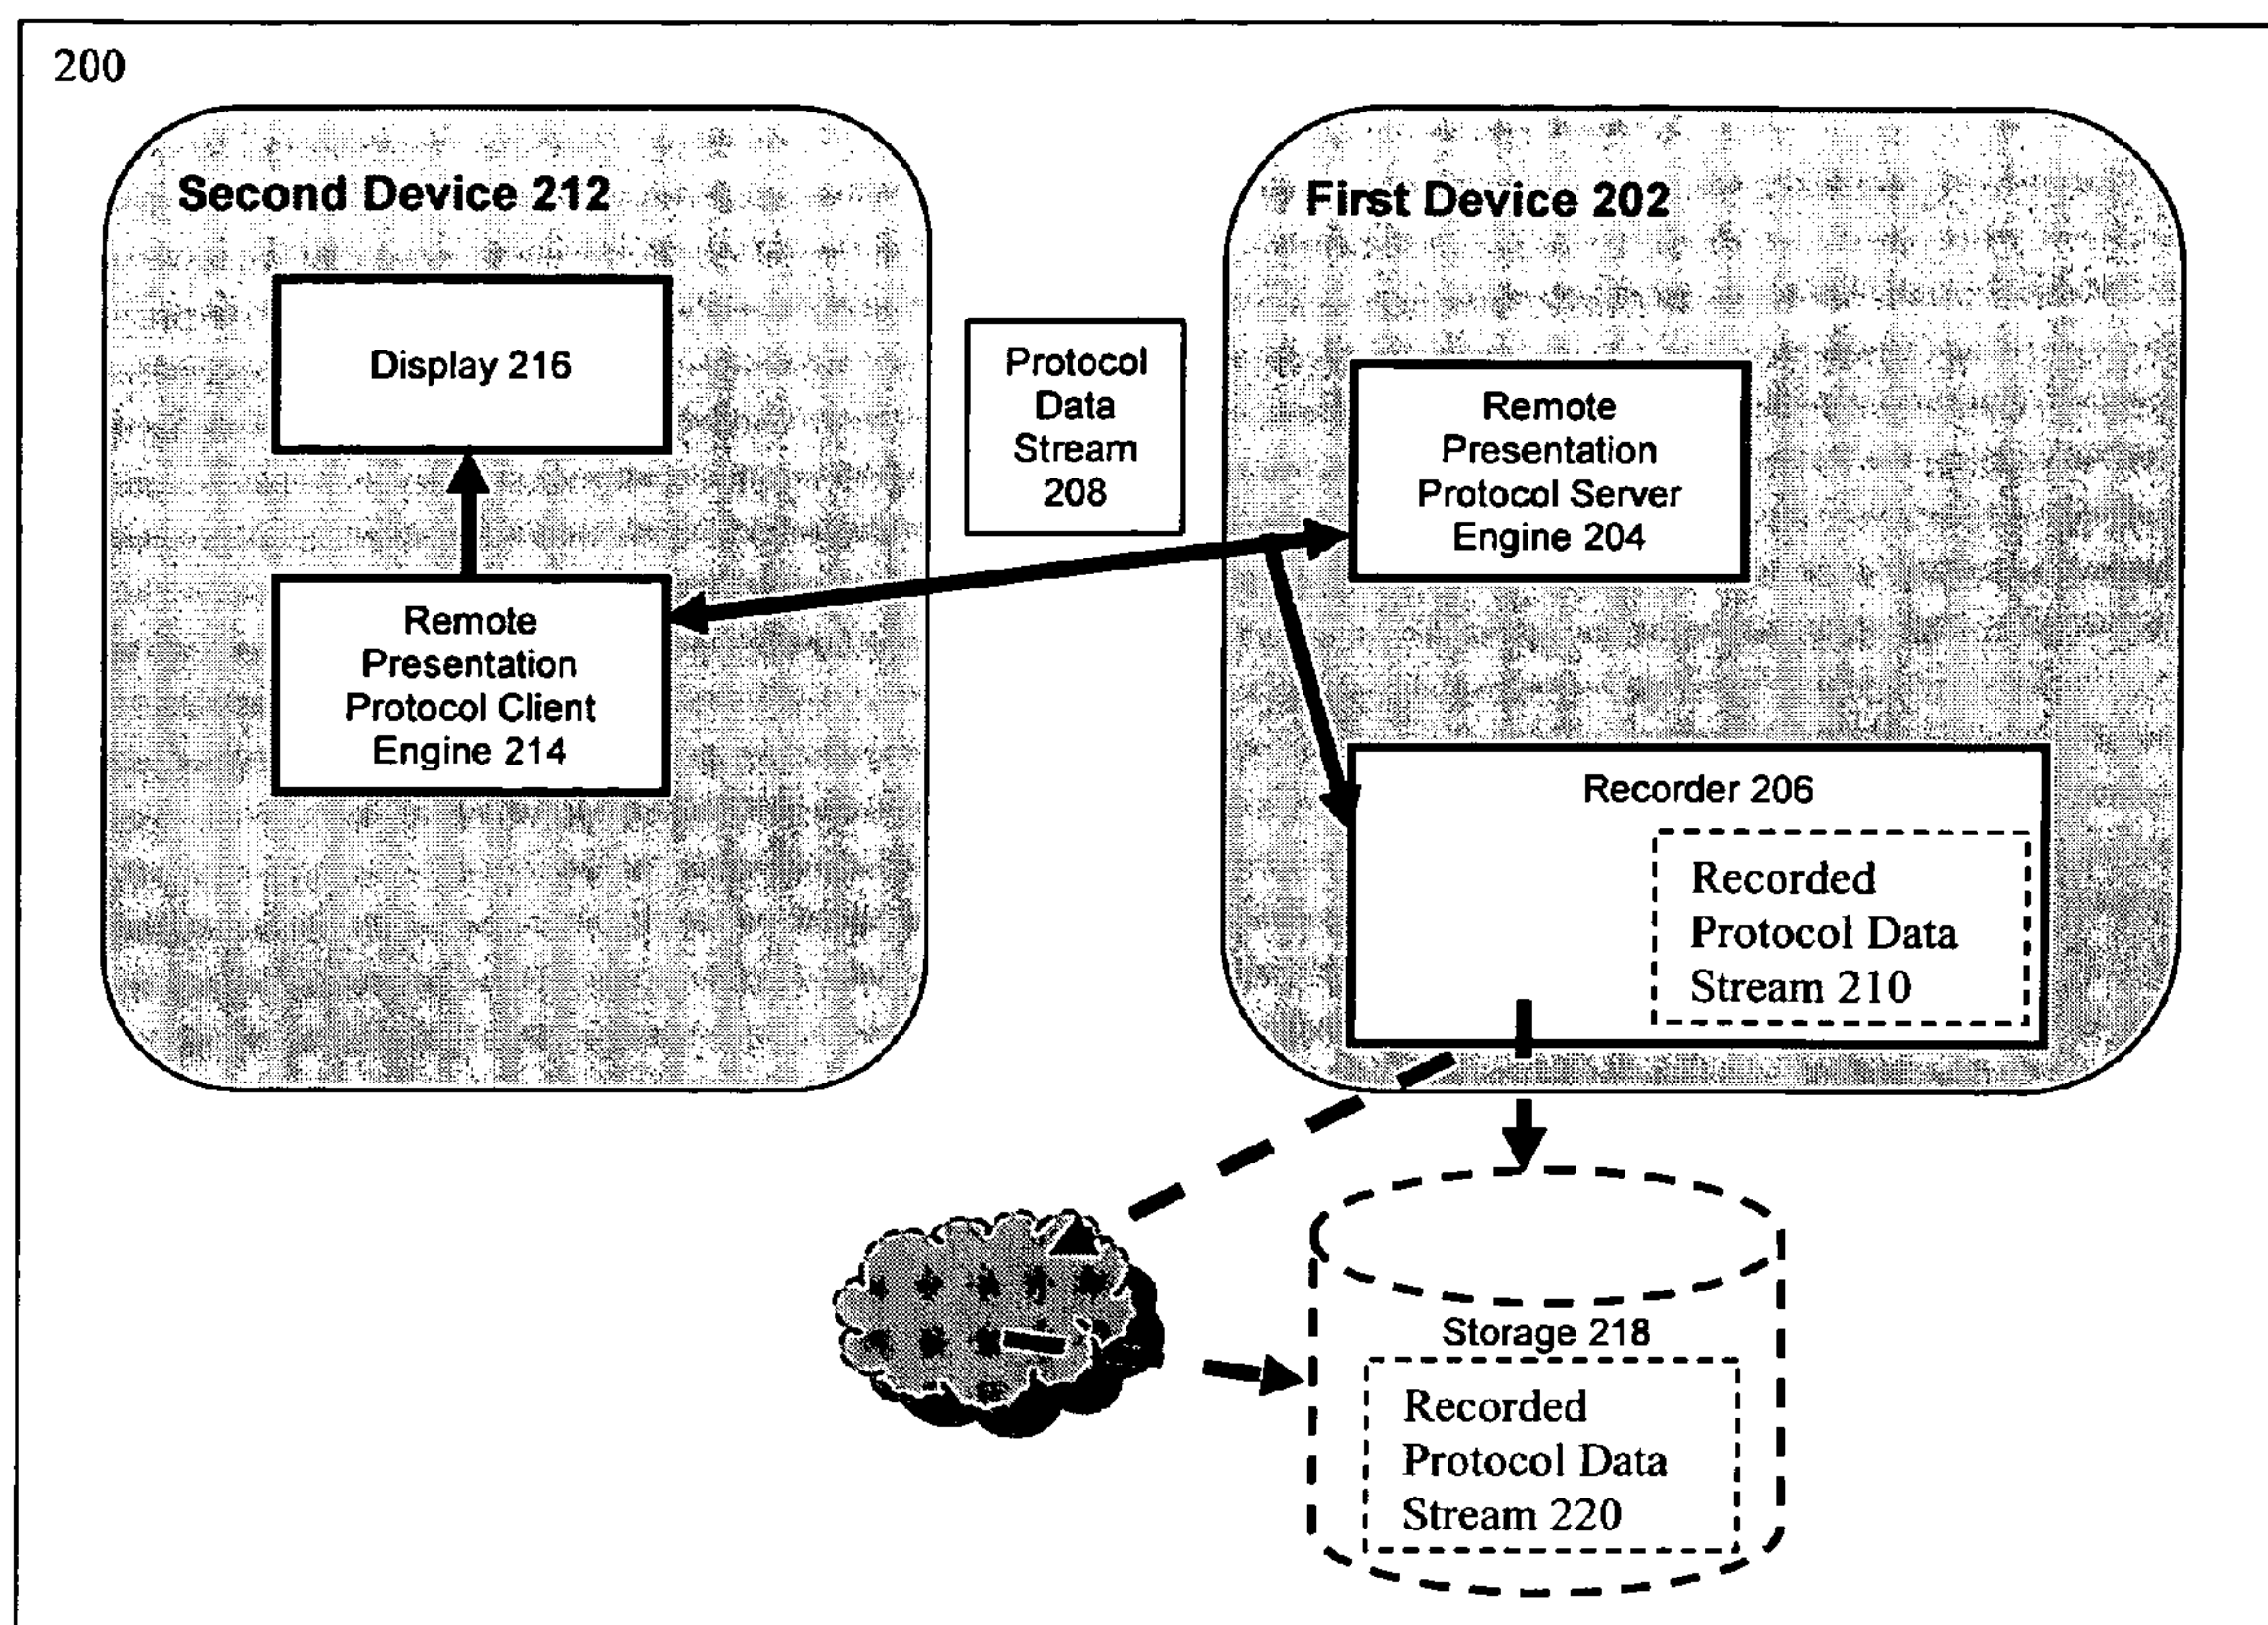 200
Second Device 212
Display 216
Remote
Presentation
Protocol Client
Engine 214
Protocol
Data
Stream
208
First Device 202
Remote
Presentation
Protocol Server
Engine 204
Recorder 206
Recorded
Protocol Data
Stream 210
Storage 218
Recorded
Protocol Data
Stream 220